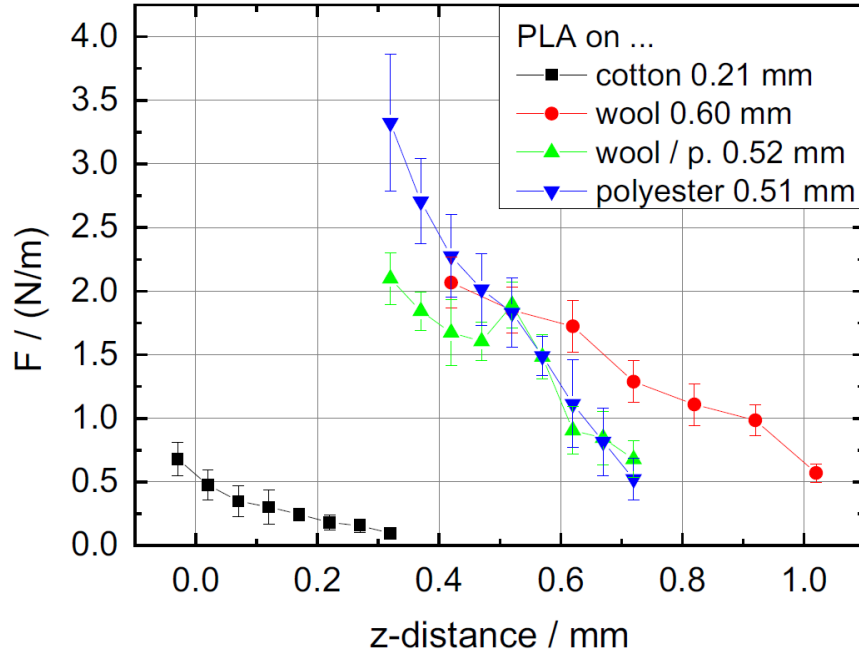 PLA on ...
cotton 0.21 mm
wool 0.60 mm
wool / p. 0.52 mm
polyester 0.51 mm
F / (N/m)
4.0
3.5
3.0
2.5
2.0
1.5
1.0
0.5
0.0
0.0 0.2 0.4 0.6 0.8 1.0
z-distance / mm